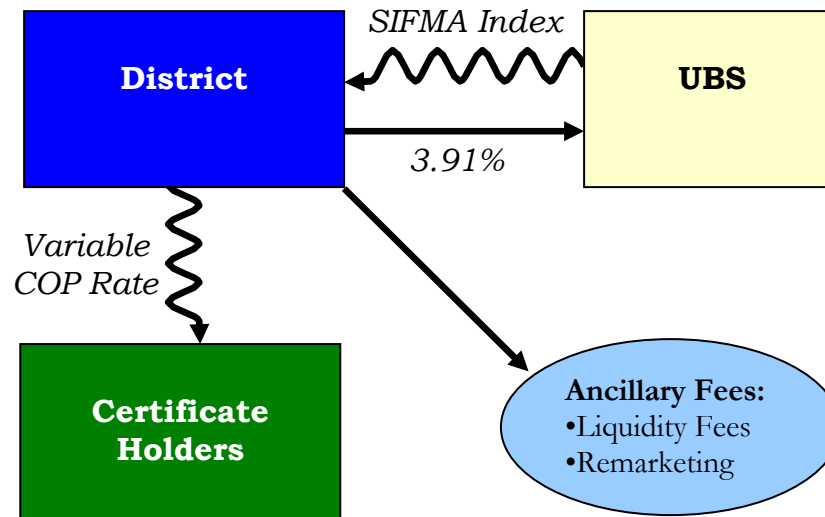 SIFMA Index
District
UBS
3.91%
Variable
COP Rate
Certificate
Holders
Ancillary Fees:
•Liquidity Fees
•Remarketing